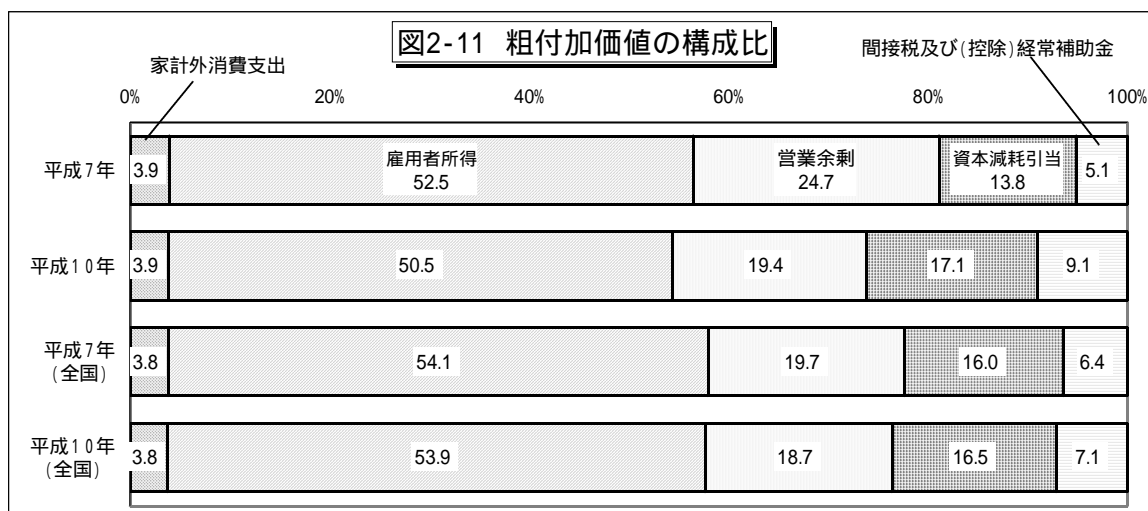 図2-11 粗付加価値の構成比
家計外消費支出
間接税及び(控除)経常補助金
0% 20% 40% 60% 80% 100%
平成7年 3.9 雇用者所得 52.5 営業余剰 24.7 資本減耗引当 13.8 5.1
平成10年 3.9 50.5 19.4 17.1 9.1
平成7年
(全国) 3.8 54.1 19.7 16.0 6.4
平成10年
(全国) 3.8 53.9 18.7 16.5 7.1